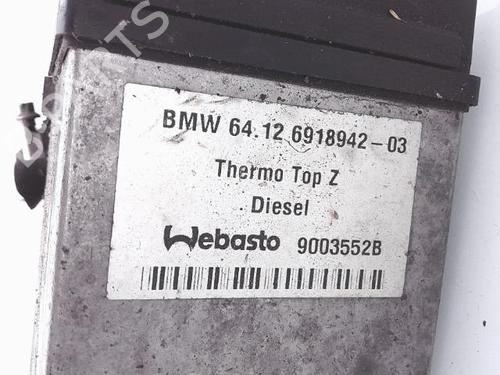 BMW 64.12 6918942-03
Thermo Top Z
Diesel
Webasto 9003552B